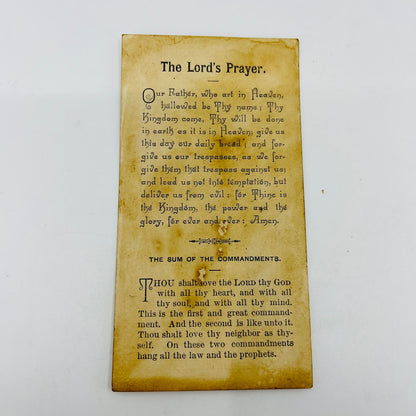 The Lord's Prayer.
Our Father, who art in Heaven,
hallowed be Thy name; Thy
Kingdom come, Thy will be done
in earth as it is in Heaven; give us
this day our daily bread; and for-
give us our trespasses, as we for-
give them that trespass against us;
and lead us not into temptation, but
deliver us from evil: for Thine is
the Kingdom, the power and the
glory, for ever and ever: Amen.
THE SUM OF THE COMMANDMENTS.
THOU shalt love the LORD thy GOD
with all thy heart, and with all
thy soul, and with all thy mind.
This is the first and great command-
ment. And the second is like unto it.
Thou shalt love thy neighbor as thy-
self. On these two commandments
hang all the law and the prophets.